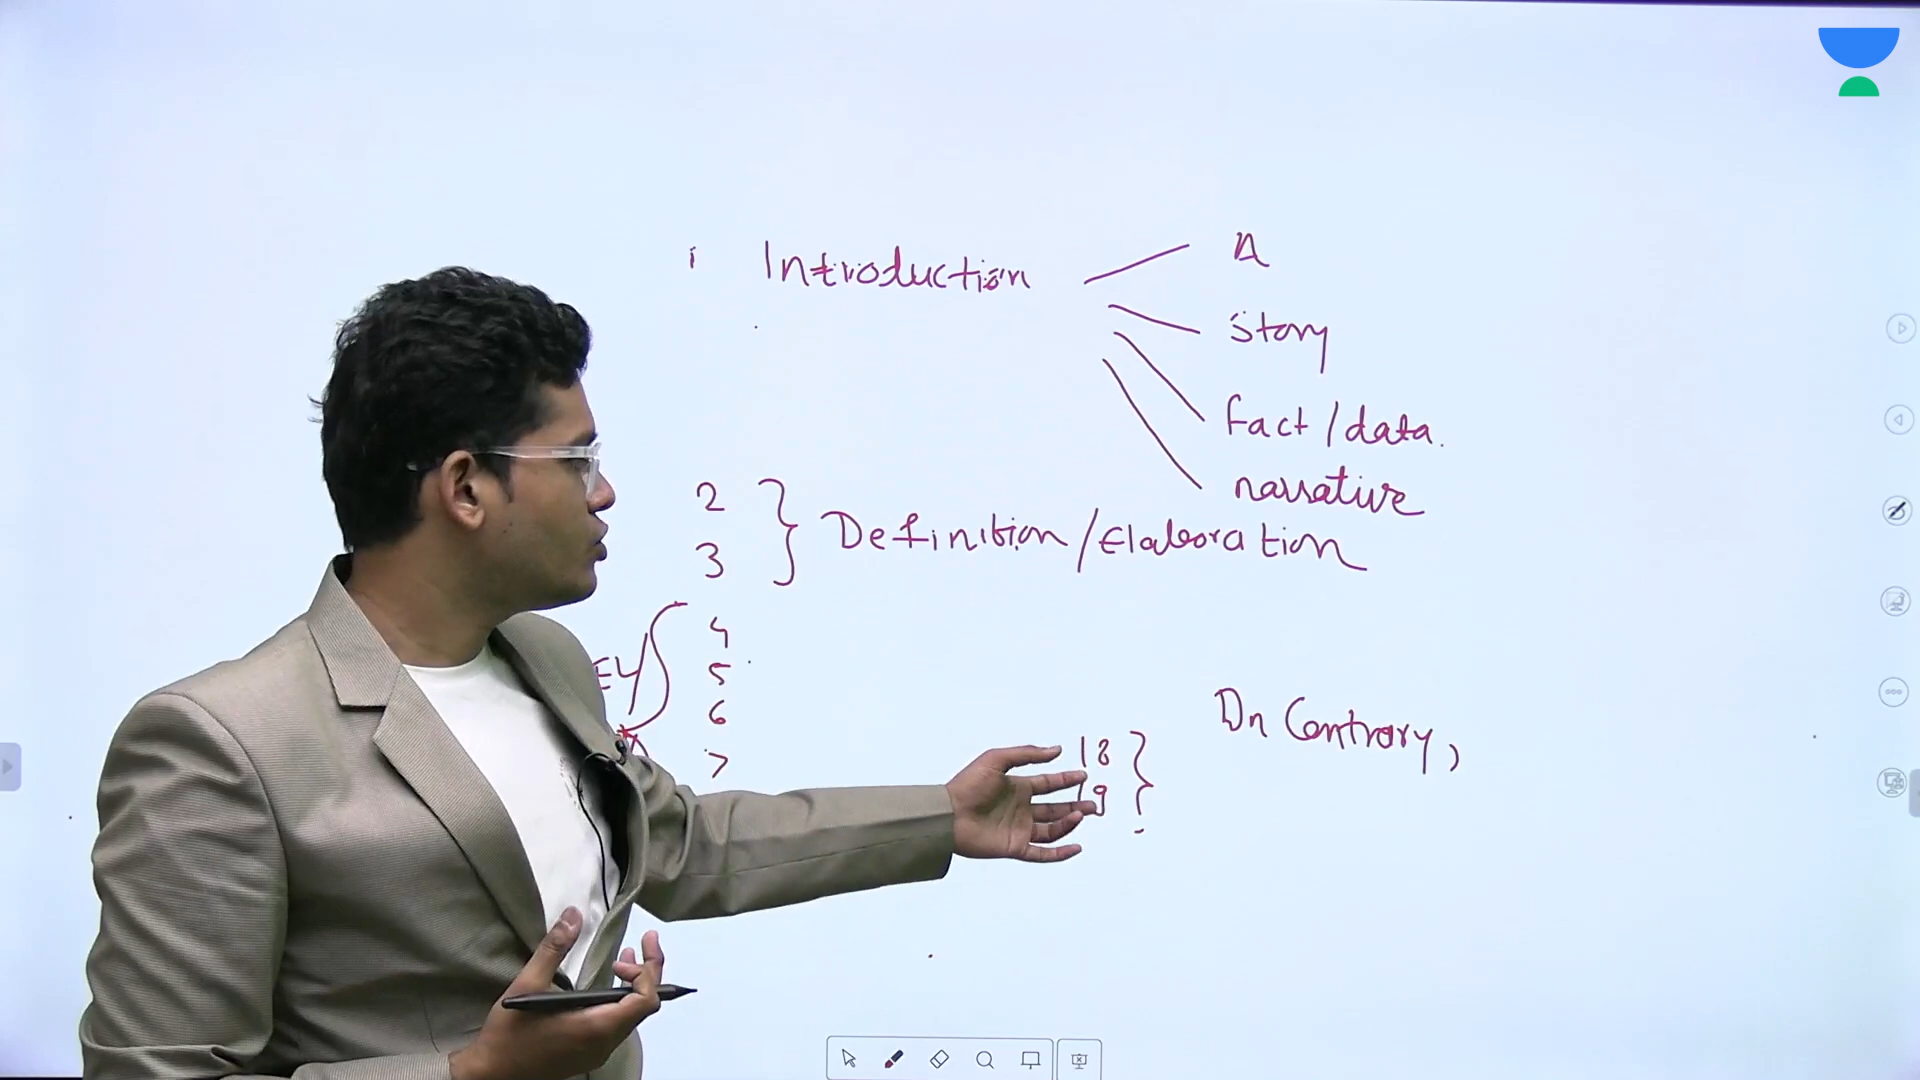 1 Introduction
A
Story
fact/data.
narrative
2
3
Definition/Elaboration
4
5
6
7
18
19
On Contrary,